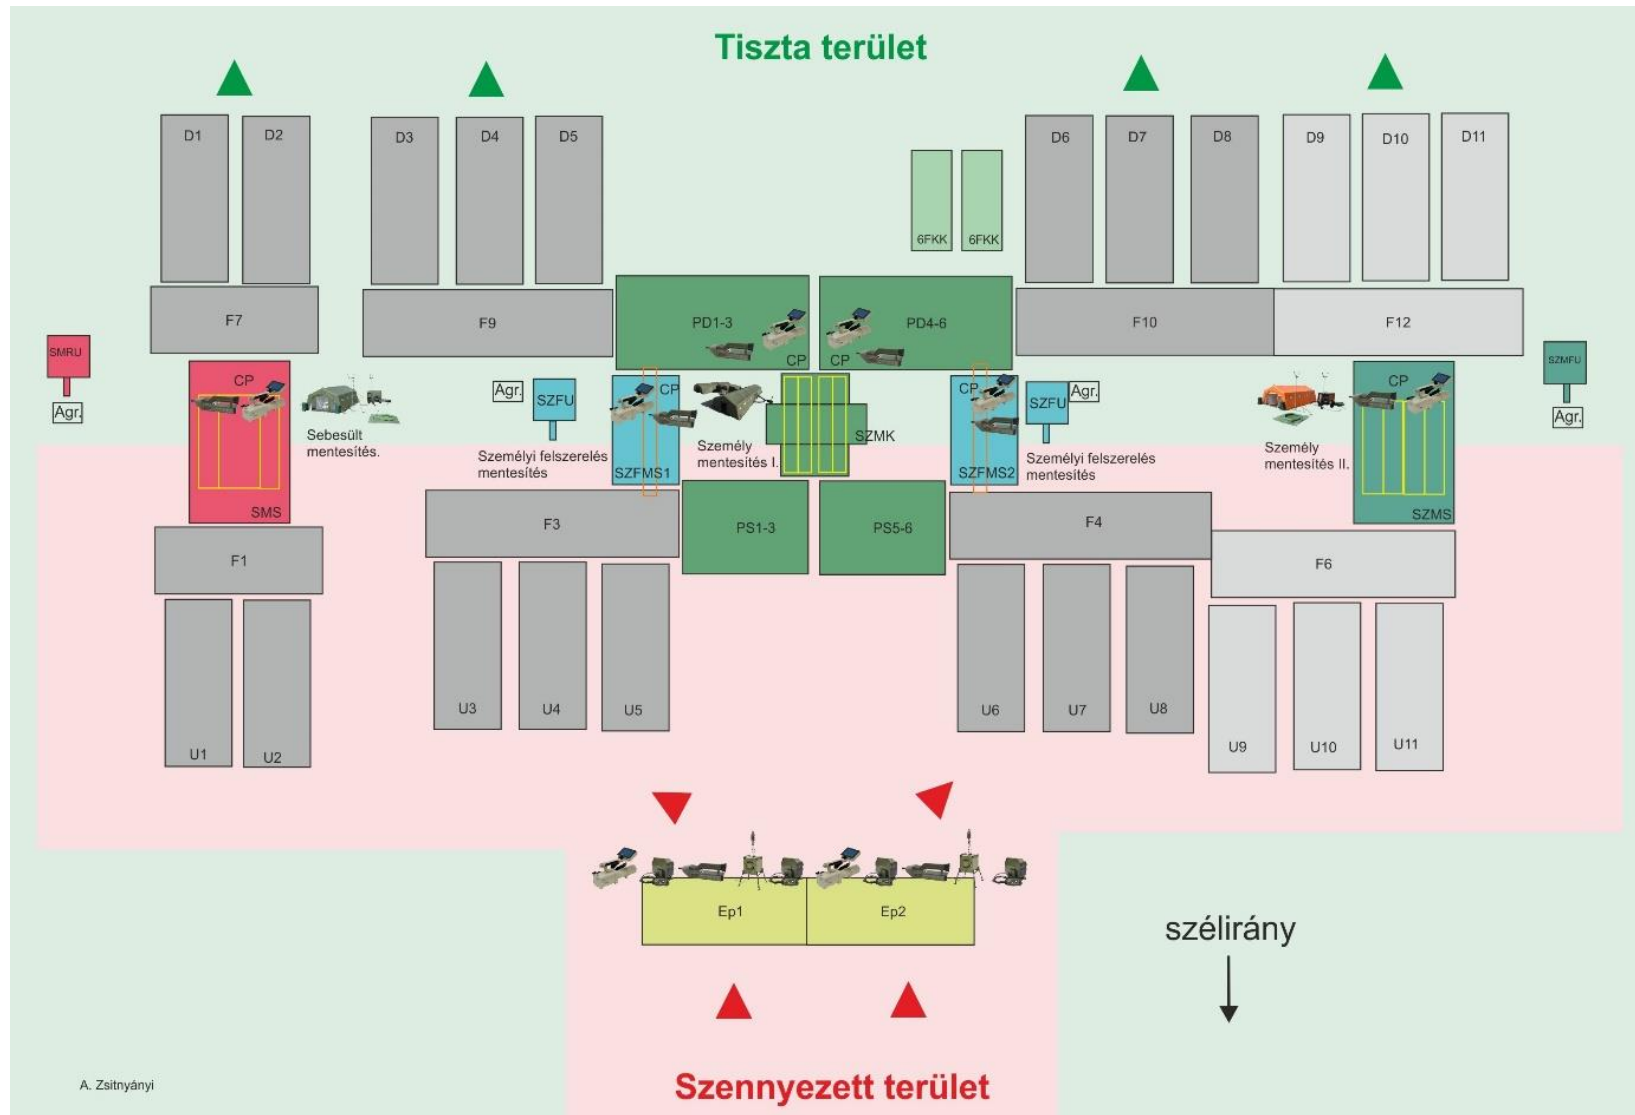 Tiszta terület
D1
D2
D3
D4
D5
D6
D7
D8
D9
D10
D11
6FKK
6FKK
F7
F9
PD1-3
PD4-6
F10
F12
CP
CP
SMRU
Agr.
CP
Sebesült
mentesítés.
Agr.
SZFU
CP
Személyi felszerelés
mentesítés
SZFMS1
Személy
mentesítés I.
SZMK
CP
SZFU
Agr.
SZFMS2
Személyi felszerelés
mentesítés
Személy
mentesítés II.
CP
SZMFU
Agr.
SMS
SZMS
F1
F3
PS1-3
PS5-6
F4
F6
U1
U2
U3
U4
U5
U6
U7
U8
U9
U10
U11
Ep1
Ep2
szélirány
A. Zsitnyányi
Szennyezett terület